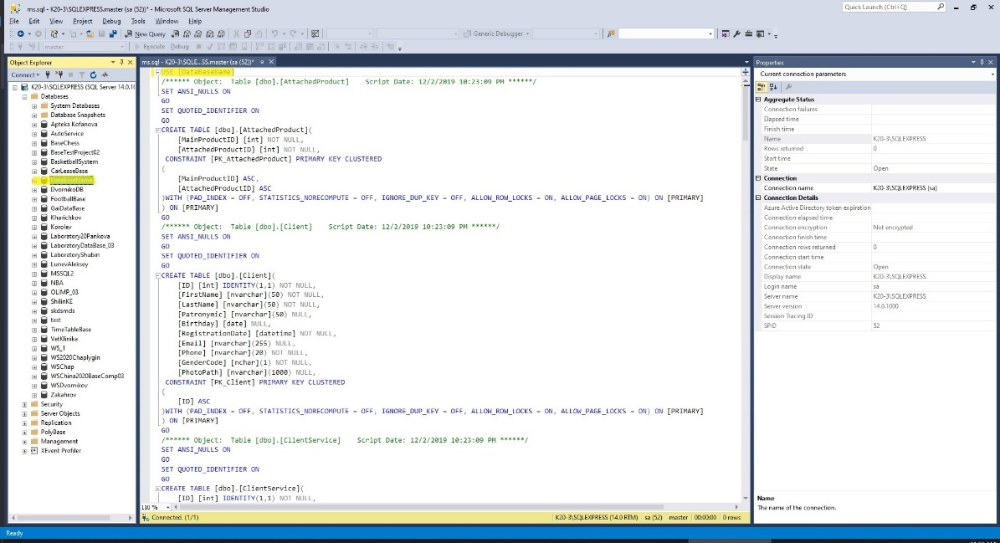 ms.sql - K20-3\SQLEXPRESS.master (sa (52))* - Microsoft SQL Server Management Studio
Quick Launch (Ctrl+Q)
File Edit View Project Debug Tools Window Help
New Query
Generic Debugger
master
Execute Debug
Object Explorer
Connect
K20-3\SQLEXPRESS (SQL Server 14.0.10
Databases
System Databases
Database Snapshots
Apteka Kofanova
AutoService
BaseChess
BaseTestProject02
BasketballSystem
CarLeaseBase
DataBaseName
DvornikoDB
FootballBase
GaiDataBase
Kharichkov
Korolev
Laboratory20Pankova
LaboratoryDataBase_03
LaboratoryShubin
LunevAleksey
MSSQL2
NBA
OLIMP_03
ShilinKE
skdsmds
test
TimeTableBase
VetKlinika
WS_1
WS2020Chaplygin
WSChap
WSChina2020BaseComp03
WSDvornikov
Zakahrov
Security
Server Objects
Replication
PolyBase
Management
XEvent Profiler
ms.sql - K20-3\SQLE...SS.master (sa (52))*
USE [DataBaseName]
/****** Object:  Table [dbo].[AttachedProduct]    Script Date: 12/2/2019 10:23:09 PM ******/
SET ANSI_NULLS ON
GO
SET QUOTED_IDENTIFIER ON
GO
CREATE TABLE [dbo].[AttachedProduct](
[MainProductID] [int] NOT NULL,
[AttachedProductID] [int] NOT NULL,
CONSTRAINT [PK_AttachedProduct] PRIMARY KEY CLUSTERED
(
[MainProductID] ASC,
[AttachedProductID] ASC
)WITH (PAD_INDEX = OFF, STATISTICS_NORECOMPUTE = OFF, IGNORE_DUP_KEY = OFF, ALLOW_ROW_LOCKS = ON, ALLOW_PAGE_LOCKS = ON) ON [PRIMARY]
) ON [PRIMARY]
GO
/****** Object:  Table [dbo].[Client]    Script Date: 12/2/2019 10:23:09 PM ******/
SET ANSI_NULLS ON
GO
SET QUOTED_IDENTIFIER ON
GO
CREATE TABLE [dbo].[Client](
[ID] [int] IDENTITY(1,1) NOT NULL,
[FirstName] [nvarchar](50) NOT NULL,
[LastName] [nvarchar](50) NOT NULL,
[Patronymic] [nvarchar](50) NULL,
[Birthday] [date] NULL,
[RegistrationDate] [datetime] NOT NULL,
[Email] [nvarchar](255) NULL,
[Phone] [nvarchar](20) NOT NULL,
[GenderCode] [nchar](1) NOT NULL,
[PhotoPath] [nvarchar](1000) NULL,
CONSTRAINT [PK_Client] PRIMARY KEY CLUSTERED
(
[ID] ASC
)WITH (PAD_INDEX = OFF, STATISTICS_NORECOMPUTE = OFF, IGNORE_DUP_KEY = OFF, ALLOW_ROW_LOCKS = ON, ALLOW_PAGE_LOCKS = ON) ON [PRIMARY]
) ON [PRIMARY]
GO
/****** Object:  Table [dbo].[ClientService]    Script Date: 12/2/2019 10:23:09 PM ******/
SET ANSI_NULLS ON
GO
SET QUOTED_IDENTIFIER ON
GO
CREATE TABLE [dbo].[ClientService](
[ID] [int] IDENTITY(1,1) NOT NULL,
110 %
Connected. (1/1)
K20-3\SQLEXPRESS (14.0 RTM) sa (52) master 00:00:00 0 rows
Properties
Current connection parameters
Aggregate Status
Connection failures
Elapsed time
Finish time
Name K20-3\SQLEXPRESS
Rows returned 0
Start time
State Open
Connection
Connection name K20-3\SQLEXPRESS (sa)
Connection Details
Azure Active Directory token expiration
Connection elapsed time
Connection encryption Not encrypted
Connection finish time
Connection rows returned 0
Connection start time
Connection state Open
Display name K20-3\SQLEXPRESS
Login name sa
Server name K20-3\SQLEXPRESS
Server version 14.0.1000
Session Tracing ID
SPID 52
Name
The name of the connection.
Ready